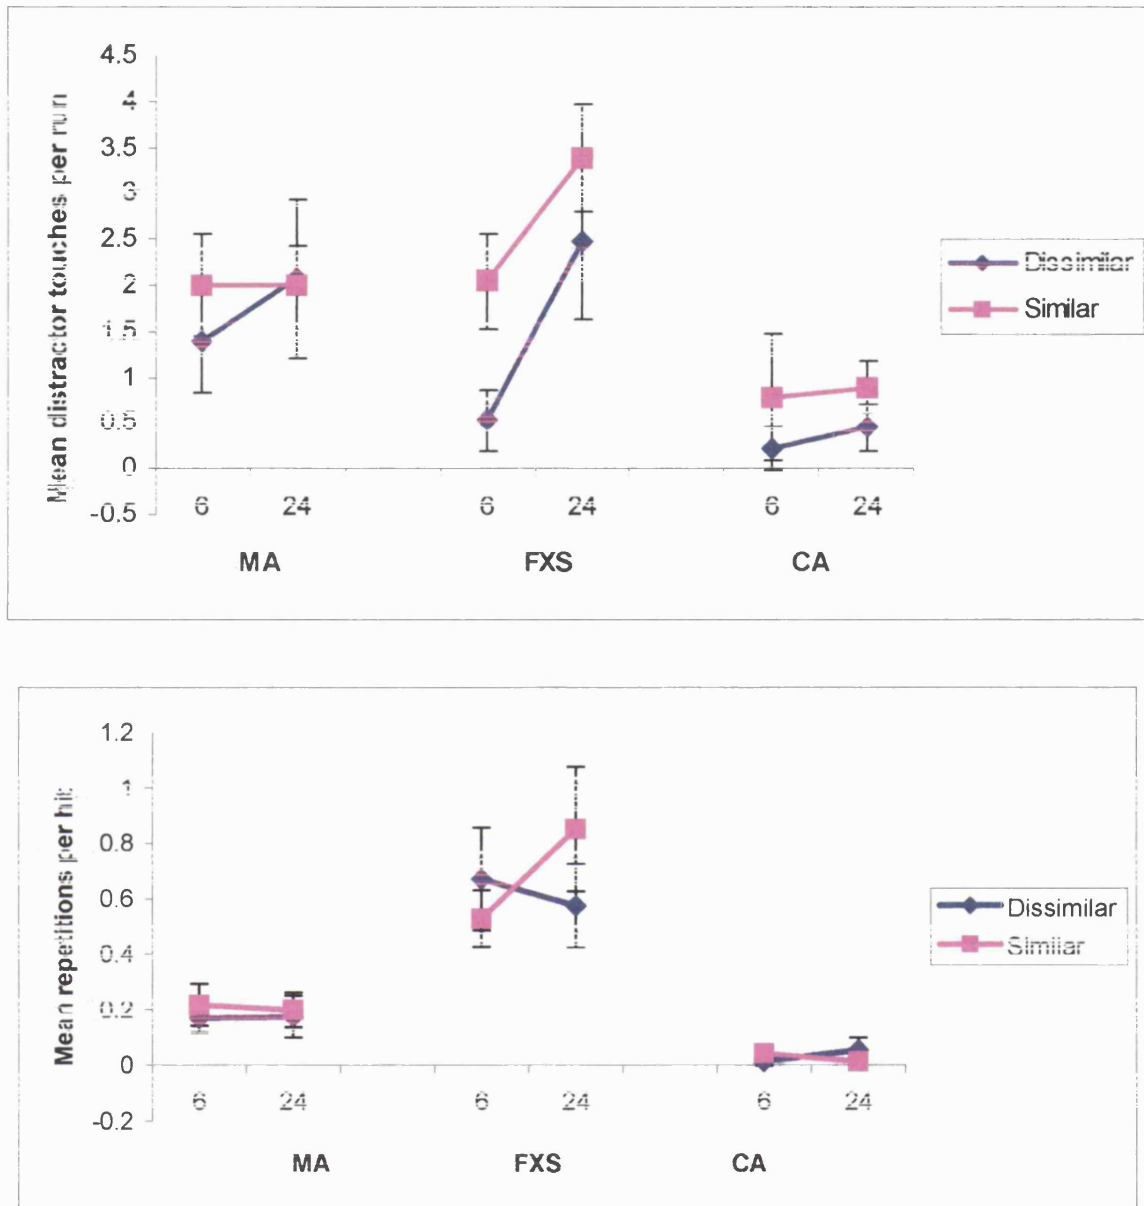 Mean distractor touches per run
4.5
4
3.5
3
2.5
2
1.5
1
0.5
0
-0.5
6 24 6 24 6 24
MA FXS CA
Dissimilar
Similar
Mean repetitions per hit
1.2
1
0.8
0.6
0.4
0.2
0
-0.2
6 24 6 24 6 24
MA FXS CA
Dissimilar
Similar